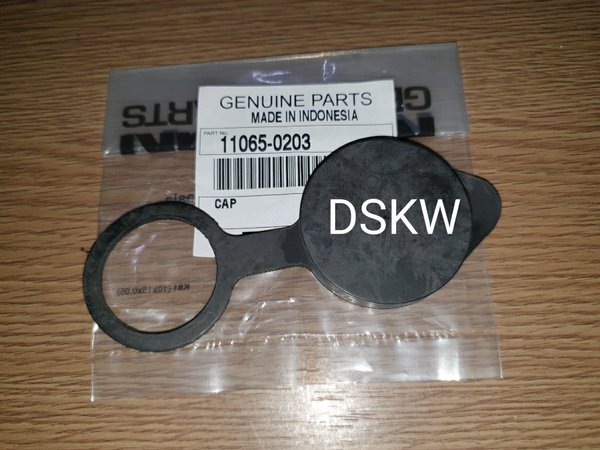 GENUINE PARTS
MADE IN INDONESIA
PART No.
11065-0203
CAP
DSKW